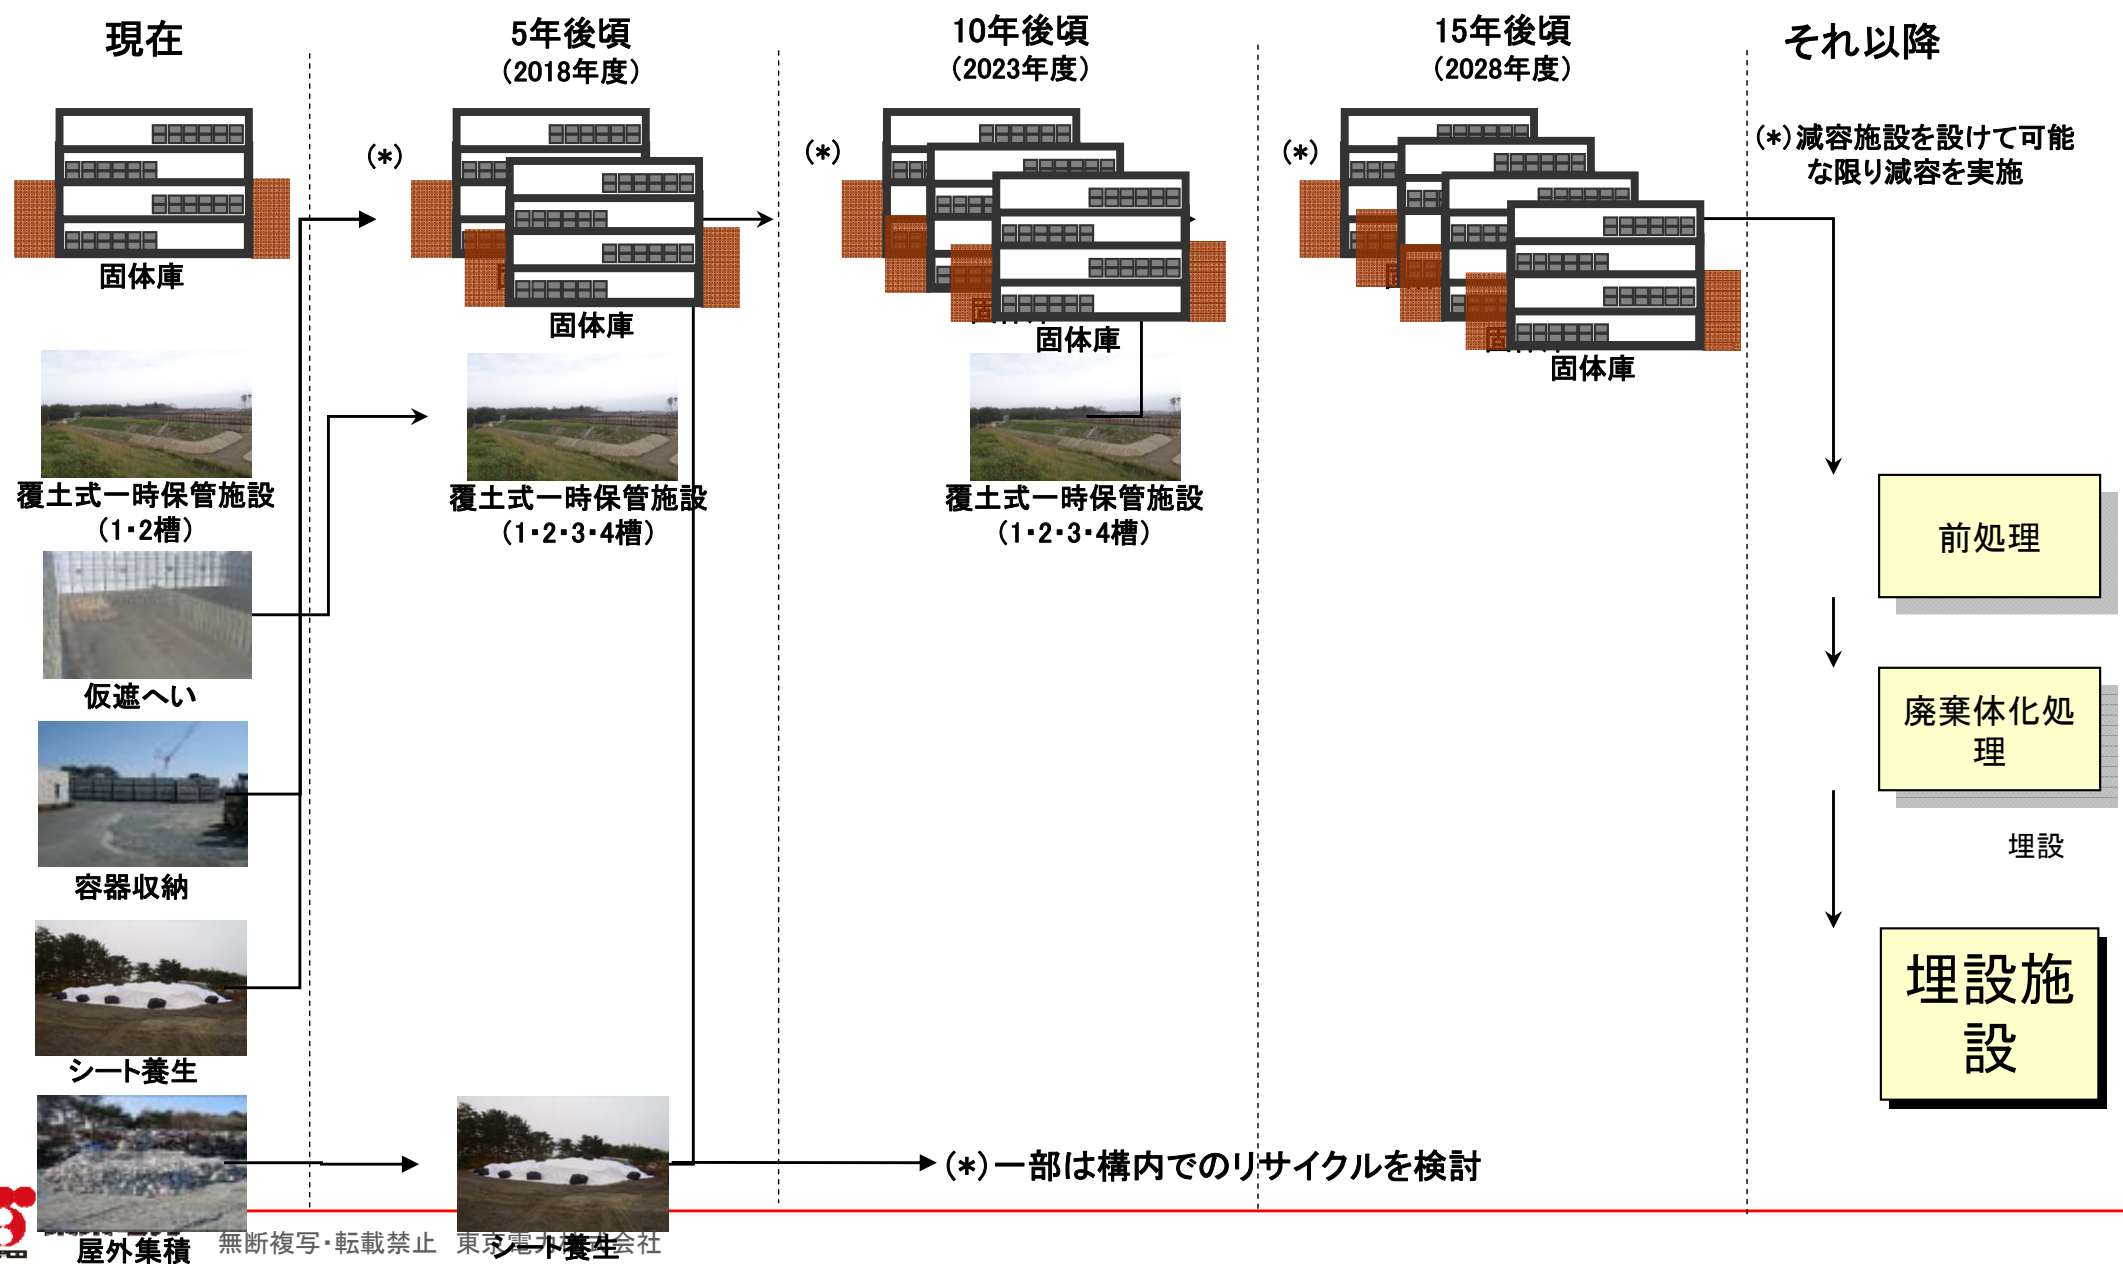 現在
5年後頃
（2018年度）
10年後頃
（2023年度）
15年後頃
（2028年度）
それ以降
(*)
(*)
(*)
(*)減容施設を設けて可能
な限り減容を実施
固体庫
固体庫
固体庫
固体庫
覆土式一時保管施設
（1・2槽）
覆土式一時保管施設
（1・2・3・4槽）
覆土式一時保管施設
（1・2・3・4槽）
前処理
仮遮へい
廃棄体化処
理
埋設
容器収納
埋設施
設
シート養生
(*)一部は構内でのリサイクルを検討
屋外集積
無断複写・転載禁止　東京電力株式会社
シート養生